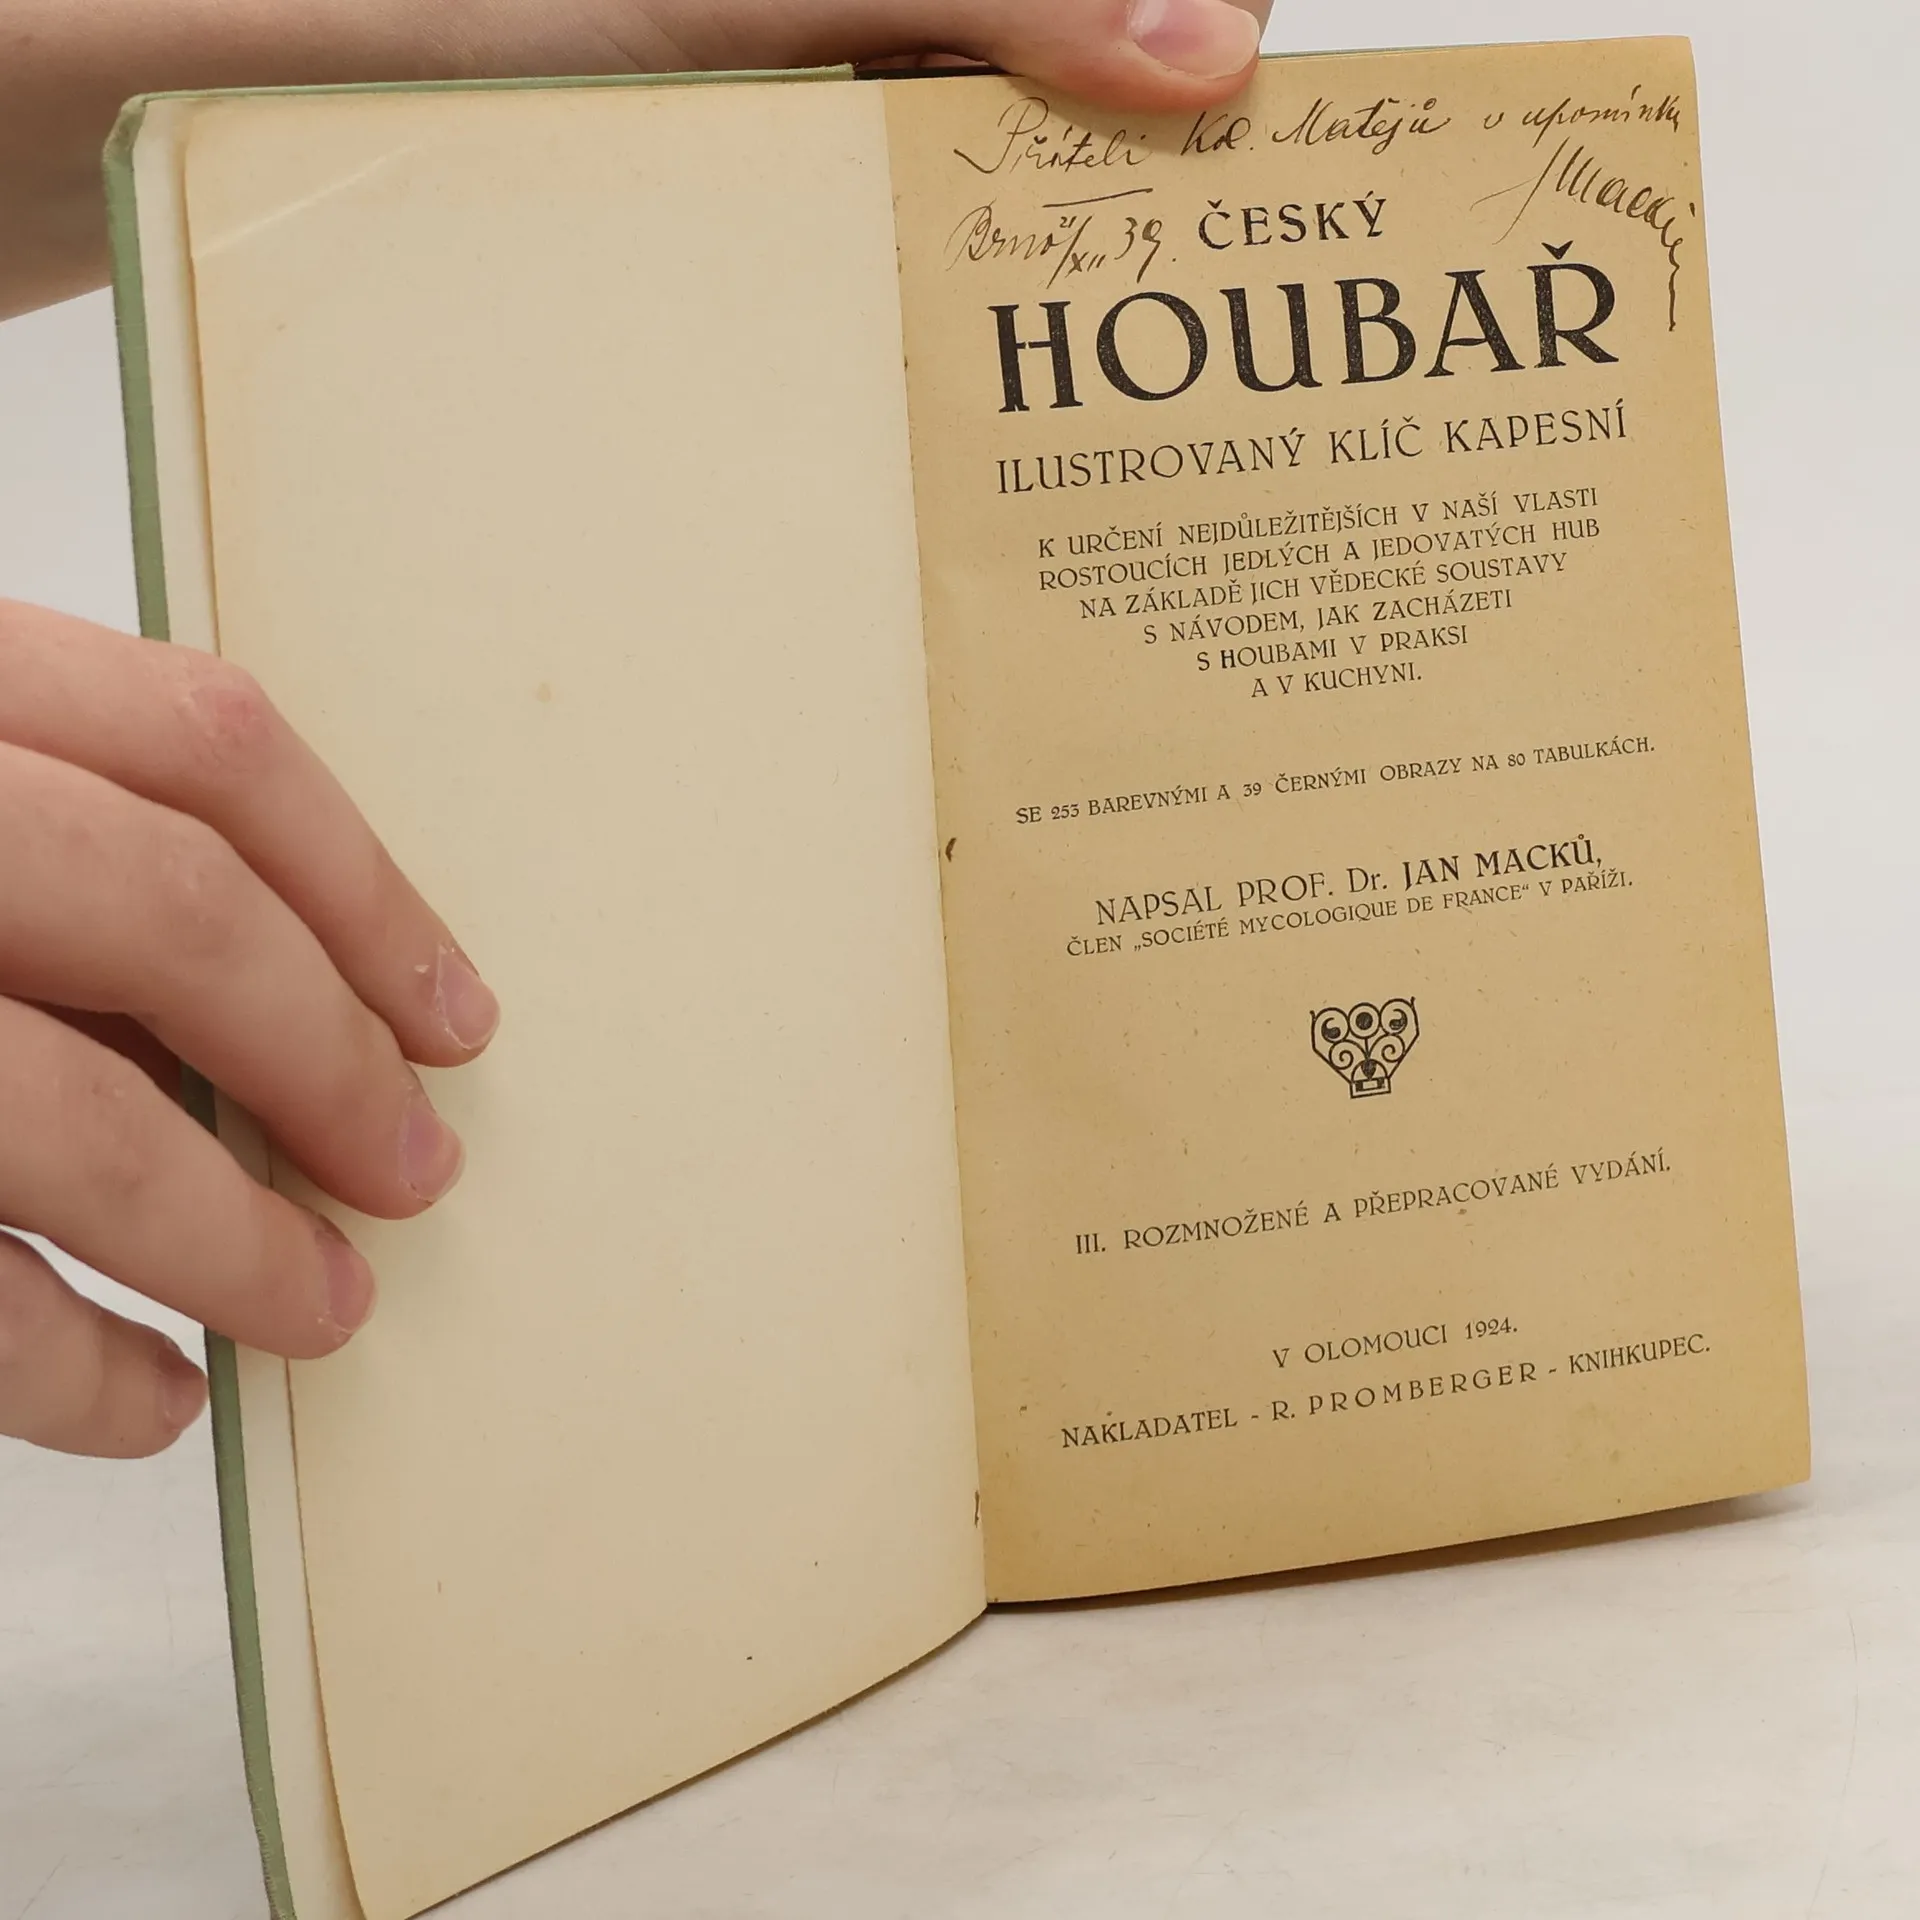 Příteli Kol. Matějů v upomínku
Brno 21/XII 39.
ČESKÝ
HOUBAŘ
ILUSTROVANÝ KLÍČ KAPESNÍ
K URČENÍ NEJDŮLEŽITĚJŠÍCH V NAŠÍ VLASTI
ROSTOUCÍCH JEDLÝCH A JEDOVATÝCH HUB
NA ZÁKLADĚ JICH VĚDECKÉ SOUSTAVY
S NÁVODEM, JAK ZACHÁZETI
S HOUBAMI V PRAKSI
A V KUCHYNI.
SE 253 BAREVNÝMI A 39 ČERNÝMI OBRAZY NA 80 TABULKÁCH.
NAPSAL PROF. Dr. JAN MACKŮ,
ČLEN „SOCIÉTÉ MYCOLOGIQUE DE FRANCE“ V PAŘÍŽI.
III. ROZMNOŽENÉ A PŘEPRACOVANÉ VYDÁNÍ.
V OLOMOUCI 1924.
NAKLADATEL - R. PROMBERGER - KNIHKUPEC.